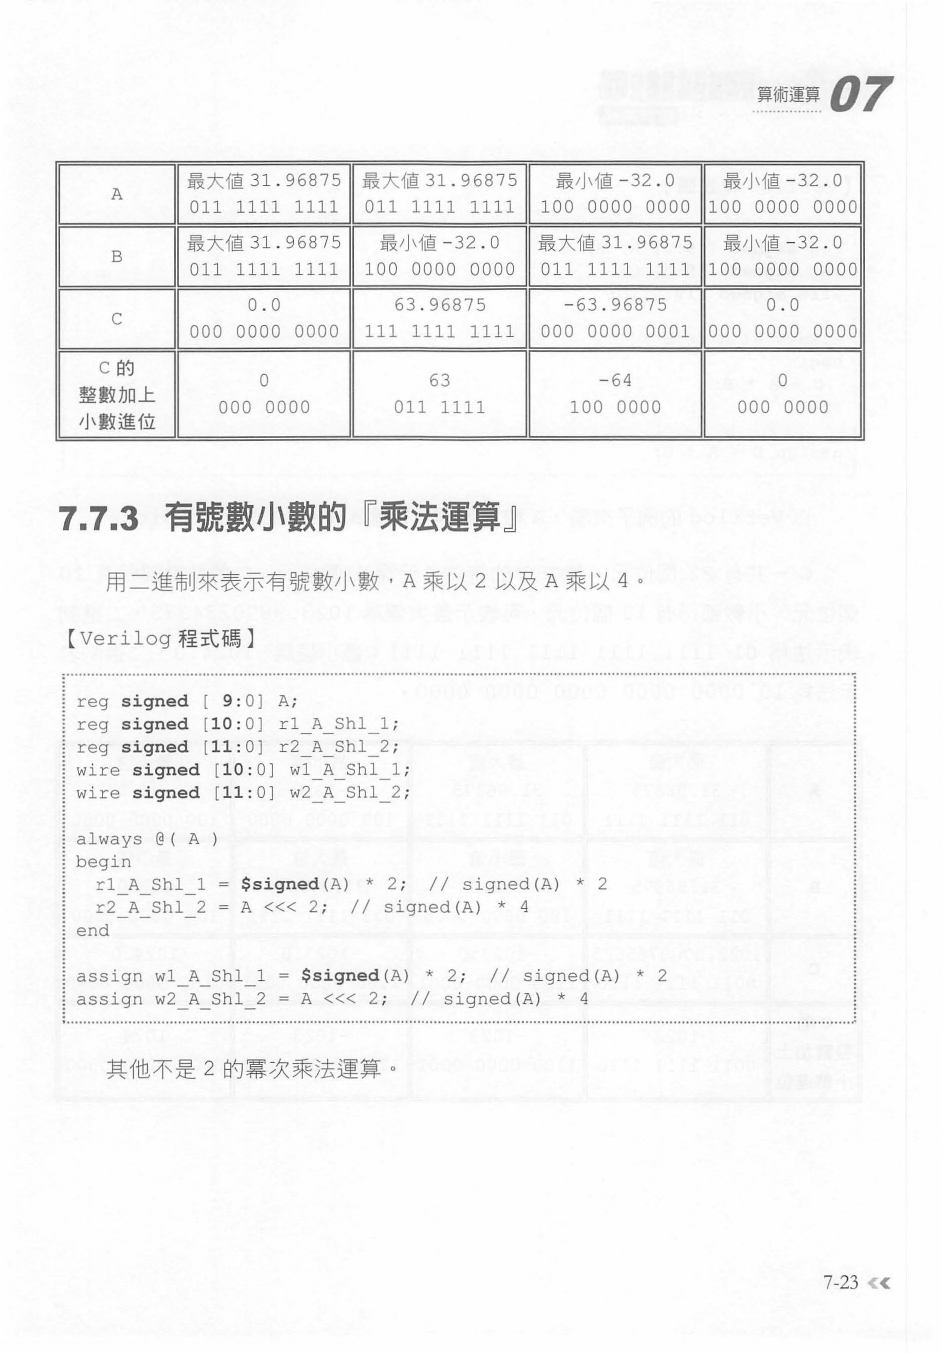 算術運算 07
A
最大值 31.96875
011 1111 1111
最大值 31.96875
011 1111 1111
最小值 -32.0
100 0000 0000
最小值 -32.0
100 0000 0000
B
最大值 31.96875
011 1111 1111
最小值 -32.0
100 0000 0000
最大值 31.96875
011 1111 1111
最小值 -32.0
100 0000 0000
C
0.0
000 0000 0000
63.96875
111 1111 1111
-63.96875
000 0000 0001
0.0
000 0000 0000
C 的
整數加上
小數進位
0
000 0000
63
011 1111
-64
100 0000
0
000 0000
7.7.3 有號數小數的『乘法運算』
用二進制來表示有號數小數，A 乘以 2 以及 A 乘以 4。
【Verilog 程式碼】
reg signed [ 9:0] A;
reg signed [10:0] r1_A_Shl_1;
reg signed [11:0] r2_A_Shl_2;
wire signed [10:0] w1_A_Shl_1;
wire signed [11:0] w2_A_Shl_2;
always @( A )
begin
r1_A_Shl_1 = $signed(A) * 2; // signed(A) * 2
r2_A_Shl_2 = A <<< 2; // signed(A) * 4
end
assign w1_A_Shl_1 = $signed(A) * 2; // signed(A) * 2
assign w2_A_Shl_2 = A <<< 2; // signed(A) * 4
其他不是 2 的冪次乘法運算。
7-23